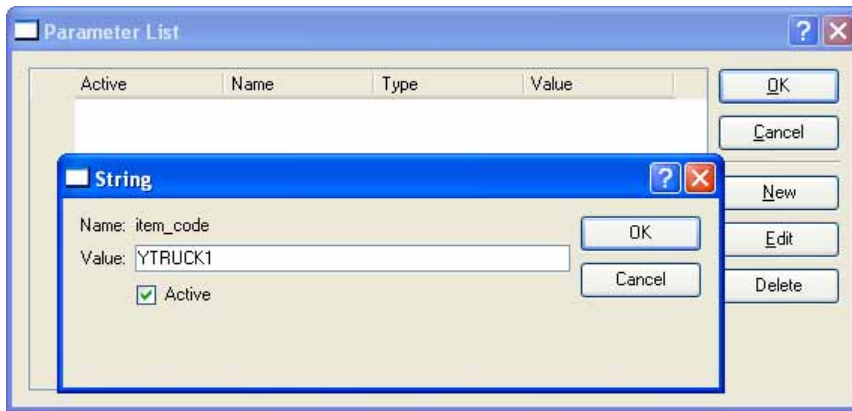 Parameter List
Active Name Type Value
OK
Cancel
New
Edit
Delete
String
Name: item_code
Value: YTRUCK1
Active
OK
Cancel